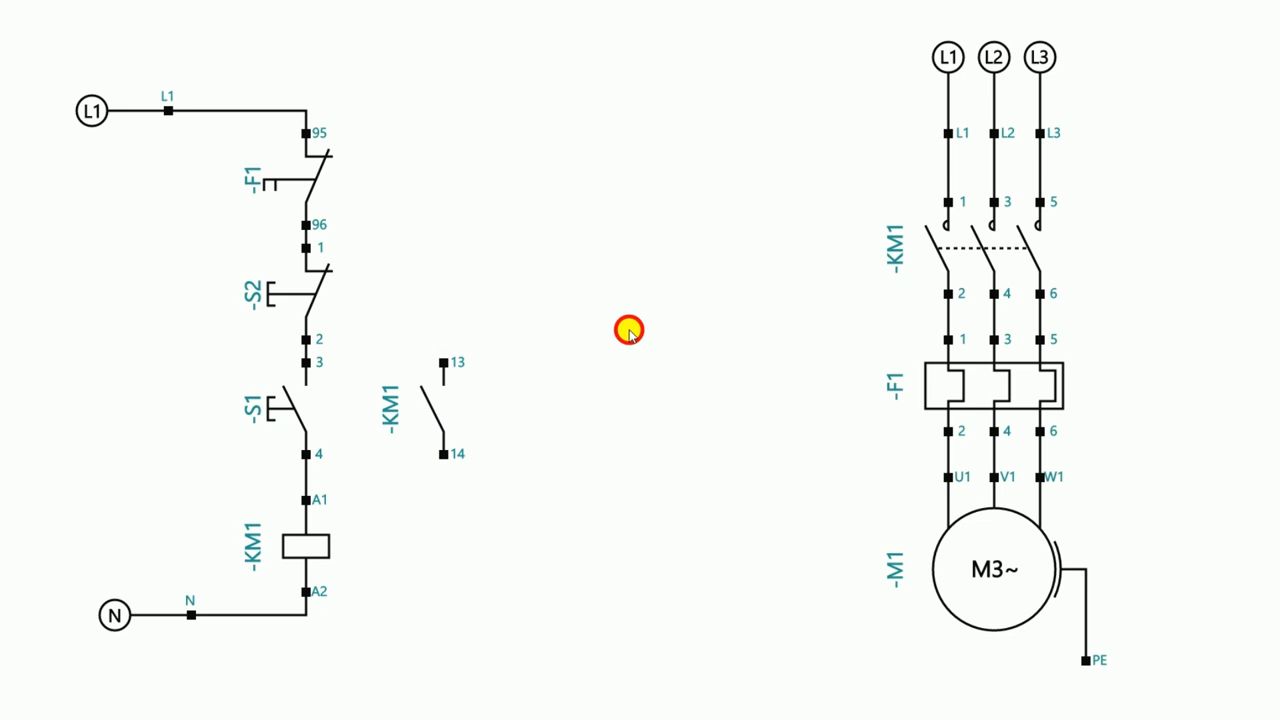 L1
L1
95
-F1
96
1
-S2
2
3
-S1
4
A1
-KM1
A2
N
N
13
-KM1
14
L1 L2 L3
L1 L2 L3
1 3 5
-KM1
2 4 6
1 3 5
-F1
2 4 6
U1 V1 W1
-M1
M3~
PE